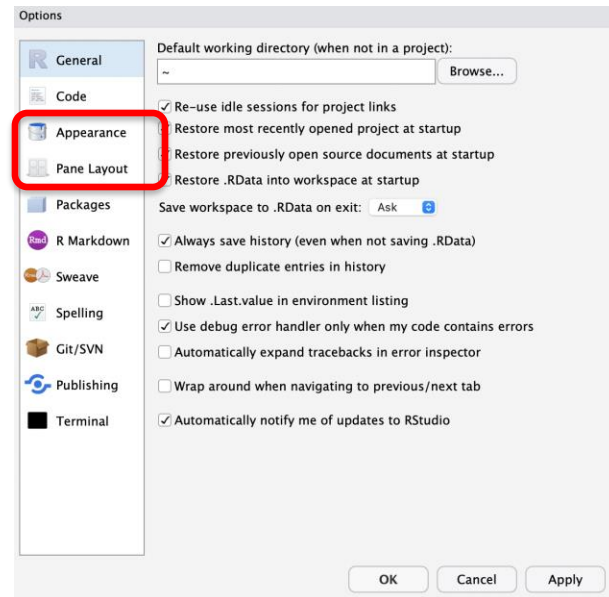 Options
General
Code
Appearance
Pane Layout
Packages
Rmd R Markdown
Sweave
ABC Spelling
Git/SVN
Publishing
Terminal
Default working directory (when not in a project):
~
Browse...
Re-use idle sessions for project links
Restore most recently opened project at startup
Restore previously open source documents at startup
Restore .RData into workspace at startup
Save workspace to .RData on exit: Ask
Always save history (even when not saving .RData)
Remove duplicate entries in history
Show .Last.value in environment listing
Use debug error handler only when my code contains errors
Automatically expand tracebacks in error inspector
Wrap around when navigating to previous/next tab
Automatically notify me of updates to RStudio
OK Cancel Apply